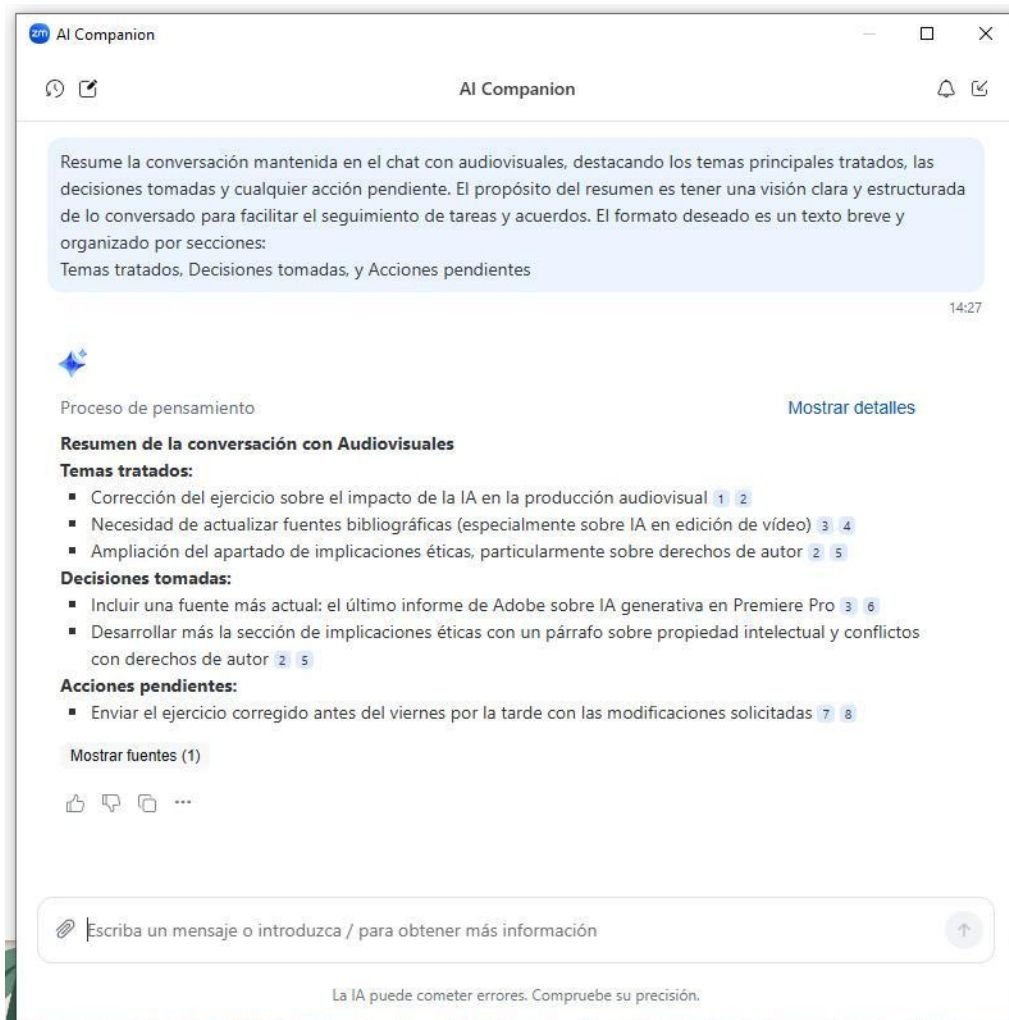 zm AI Companion
AI Companion
Resume la conversación mantenida en el chat con audiovisuales, destacando los temas principales tratados, las
decisiones tomadas y cualquier acción pendiente. El propósito del resumen es tener una visión clara y estructurada
de lo conversado para facilitar el seguimiento de tareas y acuerdos. El formato deseado es un texto breve y
organizado por secciones:
Temas tratados, Decisiones tomadas, y Acciones pendientes
14:27
Proceso de pensamiento Mostrar detalles
Resumen de la conversación con Audiovisuales
Temas tratados:
▪ Corrección del ejercicio sobre el impacto de la IA en la producción audiovisual 1 2
▪ Necesidad de actualizar fuentes bibliográficas (especialmente sobre IA en edición de vídeo) 3 4
▪ Ampliación del apartado de implicaciones éticas, particularmente sobre derechos de autor 2 5
Decisiones tomadas:
▪ Incluir una fuente más actual: el último informe de Adobe sobre IA generativa en Premiere Pro 3 6
▪ Desarrollar más la sección de implicaciones éticas con un párrafo sobre propiedad intelectual y conflictos
con derechos de autor 2 5
Acciones pendientes:
▪ Enviar el ejercicio corregido antes del viernes por la tarde con las modificaciones solicitadas 7 8
Mostrar fuentes (1)
Escriba un mensaje o introduzca / para obtener más información
La IA puede cometer errores. Compruebe su precisión.